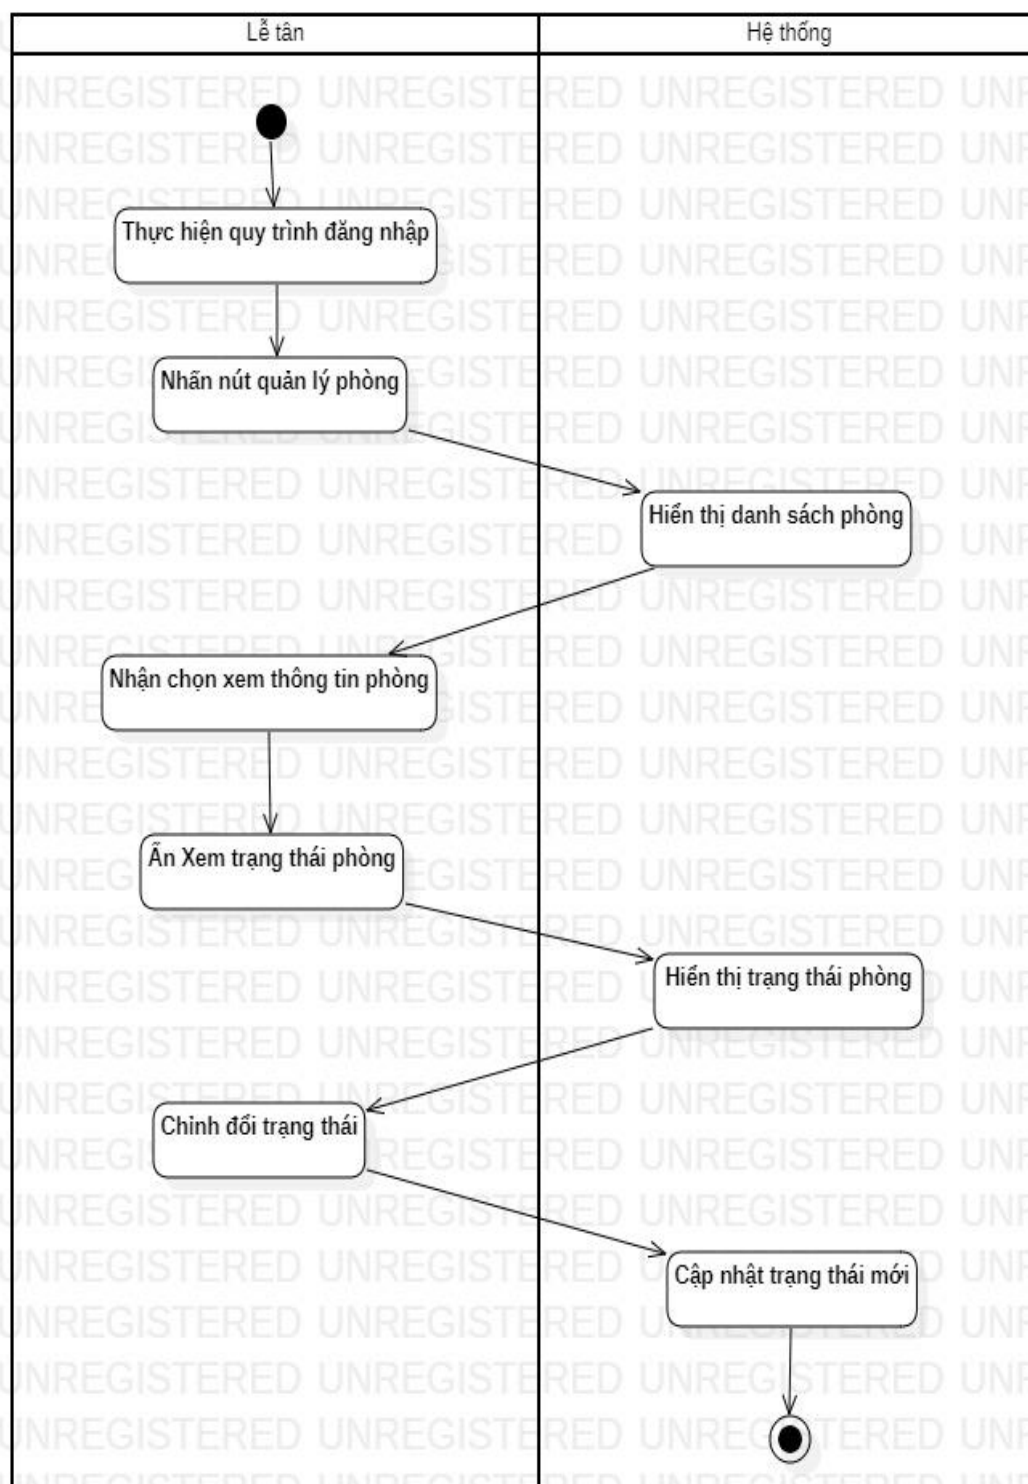 Lễ tân
Hệ thống
Thực hiện quy trình đăng nhập
Nhấn nút quản lý phòng
Hiển thị danh sách phòng
Nhận chọn xem thông tin phòng
Ấn Xem trạng thái phòng
Hiển thị trạng thái phòng
Chỉnh đổi trạng thái
Cập nhật trạng thái mới
UNREGISTERED